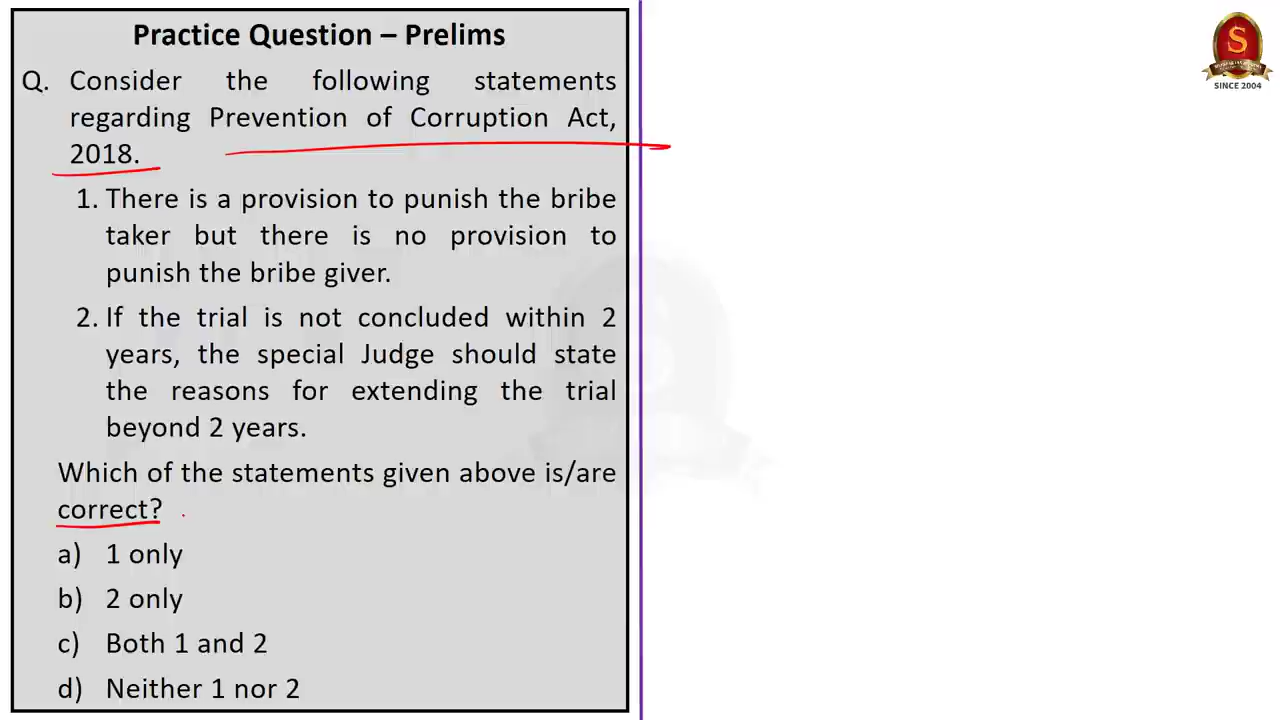 Practice Question – Prelims
Q. Consider the following statements
regarding Prevention of Corruption Act,
2018.
1. There is a provision to punish the bribe
taker but there is no provision to
punish the bribe giver.
2. If the trial is not concluded within 2
years, the special Judge should state
the reasons for extending the trial
beyond 2 years.
Which of the statements given above is/are
correct?
a) 1 only
b) 2 only
c) Both 1 and 2
d) Neither 1 nor 2
S
SINCE 2004